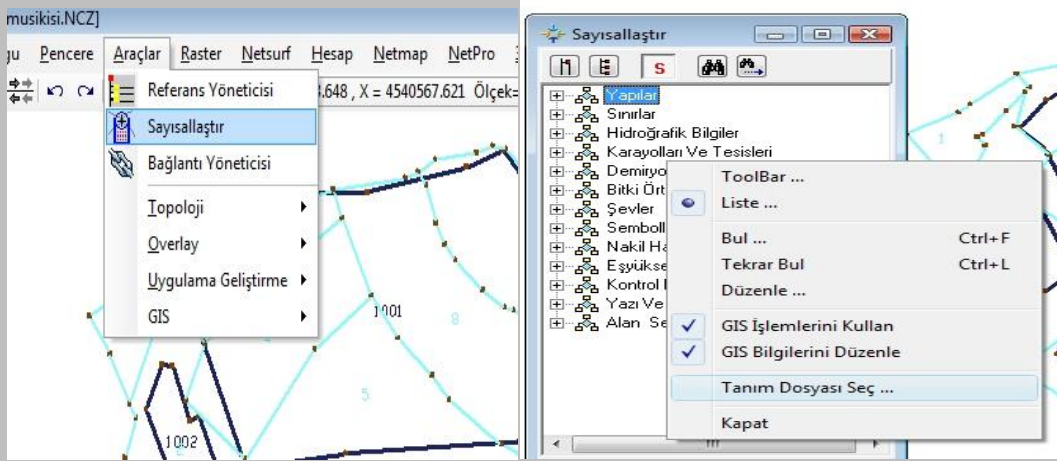 musikisi.NCZ]
Pencere Araçlar Raster Netsurf Hesap Netmap NetPro
Referans Yöneticisi
.648 , X = 4540567.621 Ölçek=
Sayısallaştır
Bağlantı Yöneticisi
Topoloji
Overlay
Uygulama Geliştirme
GIS
1001
8
5
1002
Sayısallaştır
S
Yapılar
Sınırlar
Hidroğrafik Bilgiler
Karayolları Ve Tesisleri
Demiryo
Bitki Ört
Şevler
Semboll
Nakil Ha
Eşyükse
Kontrol
Yazı Ve
Alan Se
1
ToolBar ...
Liste ...
Bul ... Ctrl+F
Tekrar Bul Ctrl+L
Düzenle ...
GIS İşlemlerini Kullan
GIS Bilgilerini Düzenle
Tanım Dosyası Seç ...
Kapat